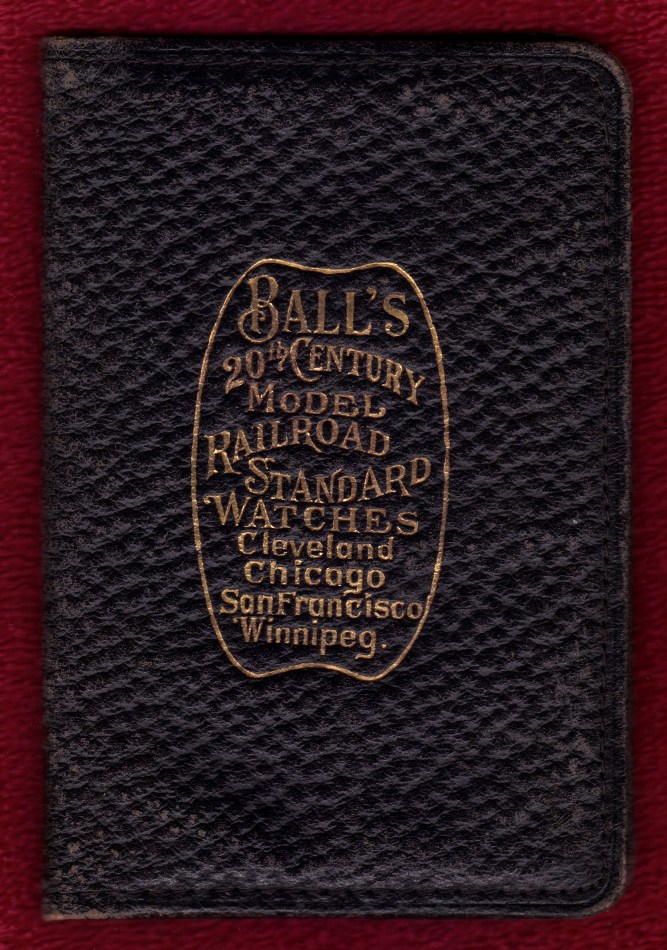 Ball's
20th Century
Model
Railroad
Standard
Watches
Cleveland
Chicago
San Francisco
Winnipeg.